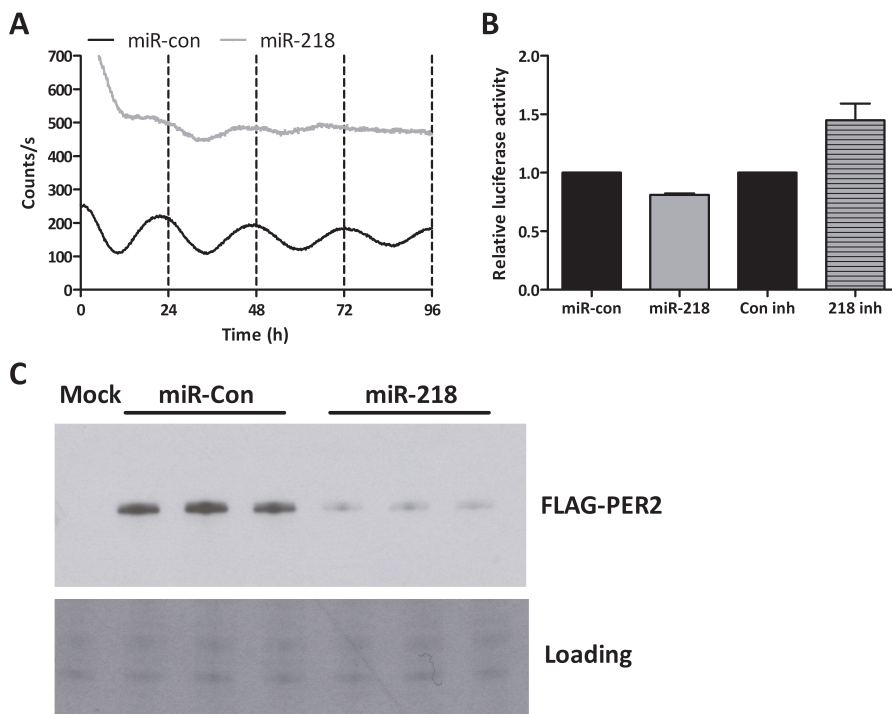 A
miR-con miR-218
700
600
500
400
300
200
100
0
Counts/s
0 24 48 72 96
Time (h)
B
2.0
1.5
1.0
0.5
0.0
Relative luciferase activity
miR-con miR-218 Con inh 218 inh
C
Mock miR-Con miR-218
FLAG-PER2
Loading